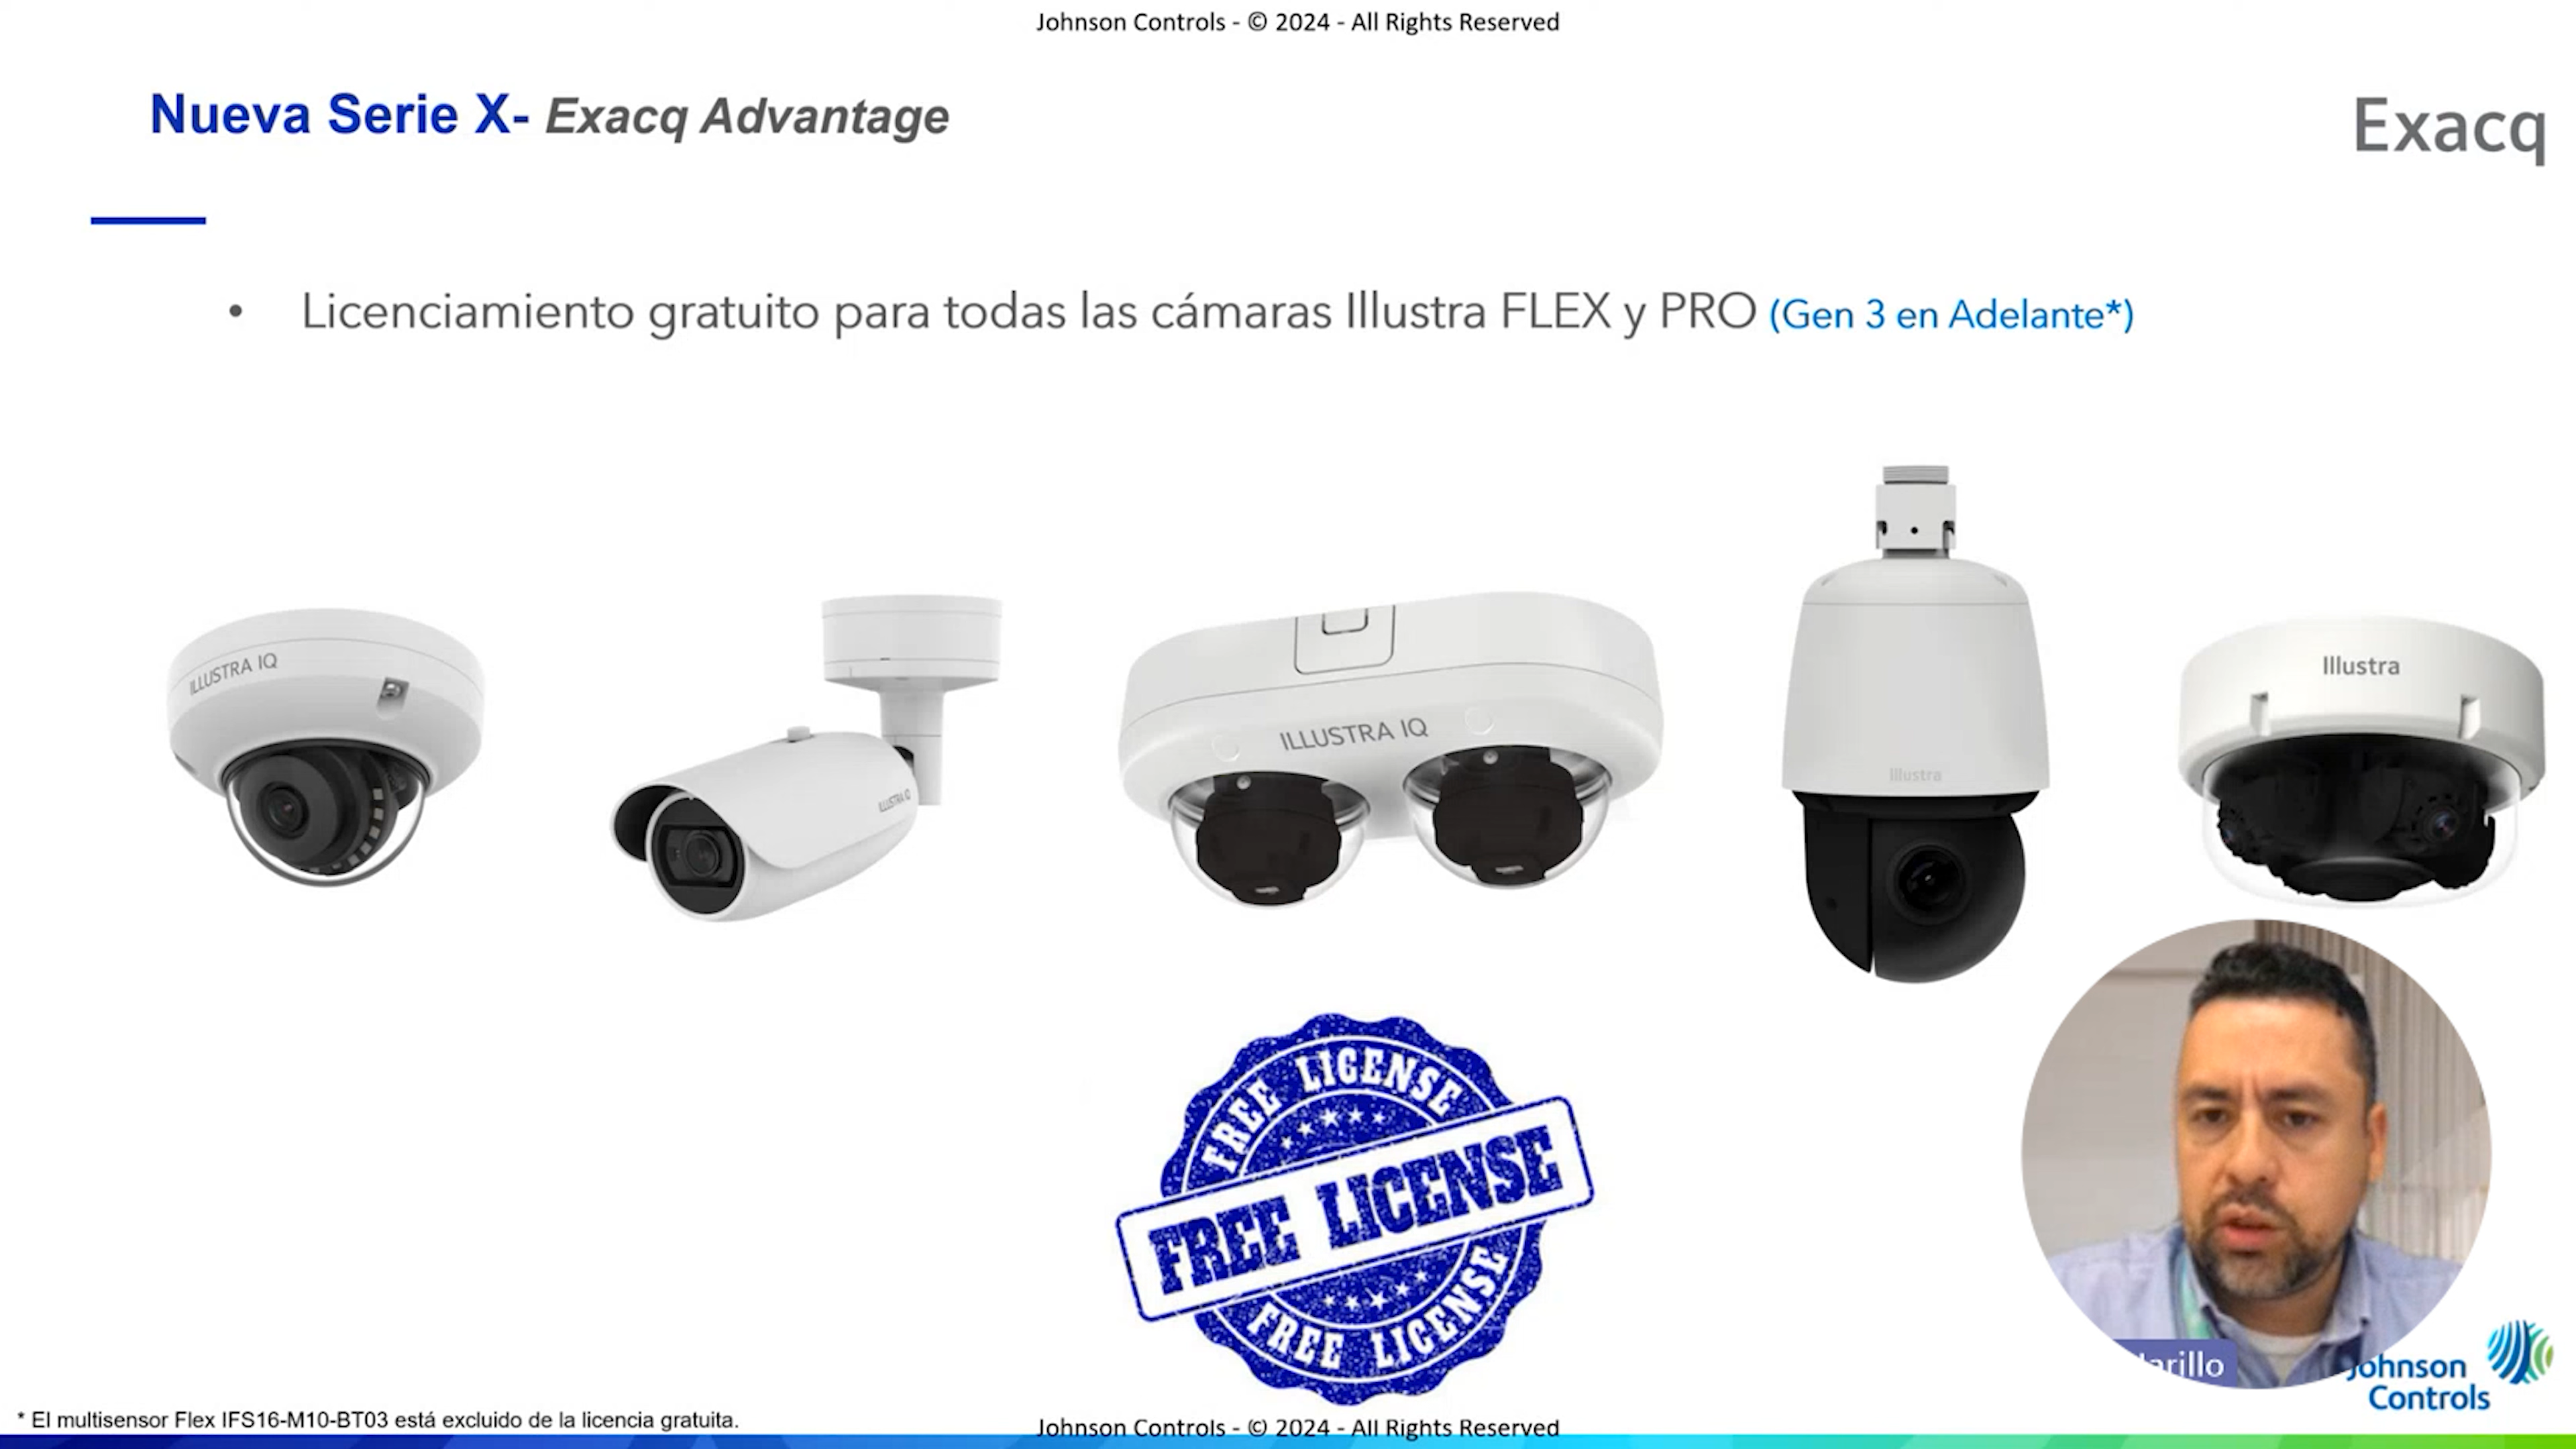 Johnson Controls - © 2024 - All Rights Reserved
Nueva Serie X- Exacq Advantage
Exacq
• Licenciamiento gratuito para todas las cámaras Illustra FLEX y PRO (Gen 3 en Adelante*)
ILLUSTRA IQ
ILLUSTRA IQ
ILLUSTRA IQ
Illustra
Illustra
FREE LICENSE
FREE LICENSE
FREE LICENSE
Johnson
Controls
* El multisensor Flex IFS16-M10-BT03 está excluido de la licencia gratuita.
Johnson Controls - © 2024 - All Rights Reserved